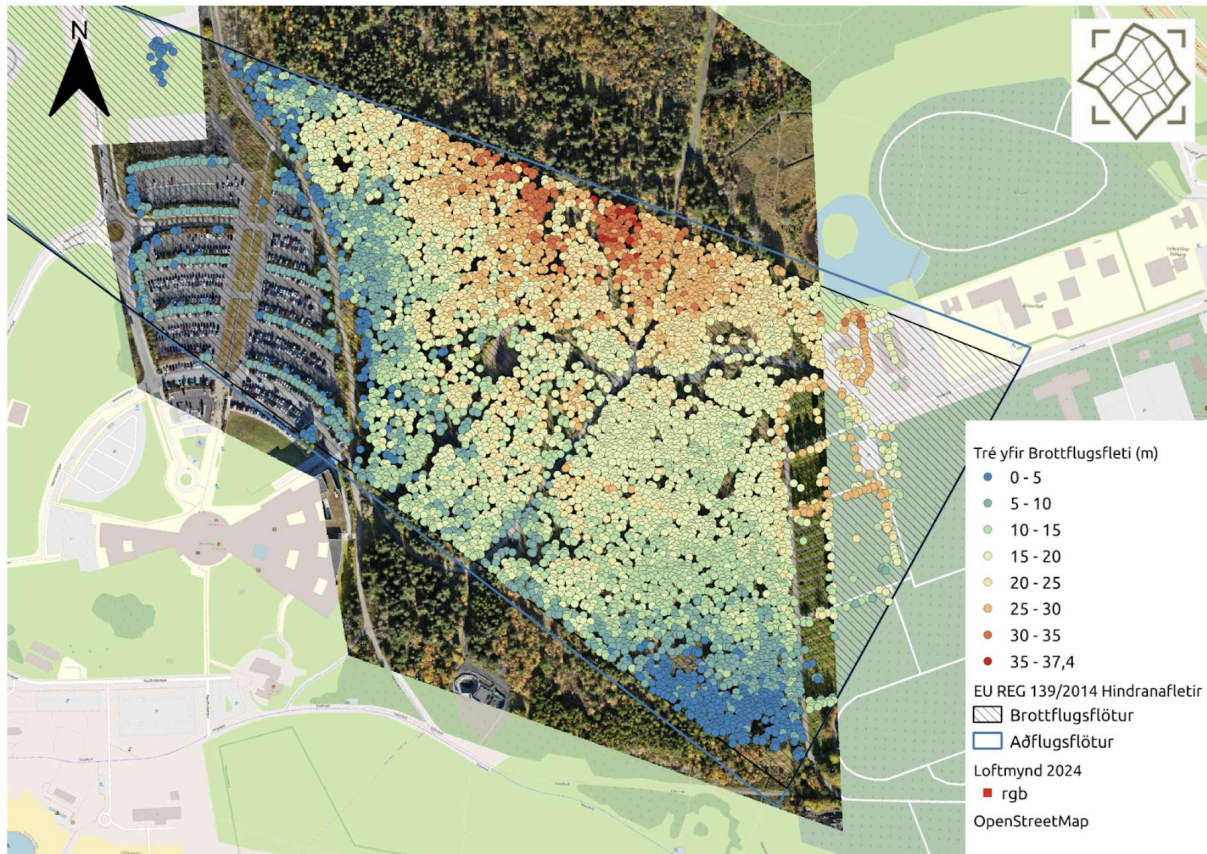 N
Tré yfir Brottflugsfleti (m)
0 - 5
5 - 10
10 - 15
15 - 20
20 - 25
25 - 30
30 - 35
35 - 37,4
EU REG 139/2014 Hindranafletir
Brottflugsflötur
Aðflugsflötur
Loftmynd 2024
rgb
OpenStreetMap